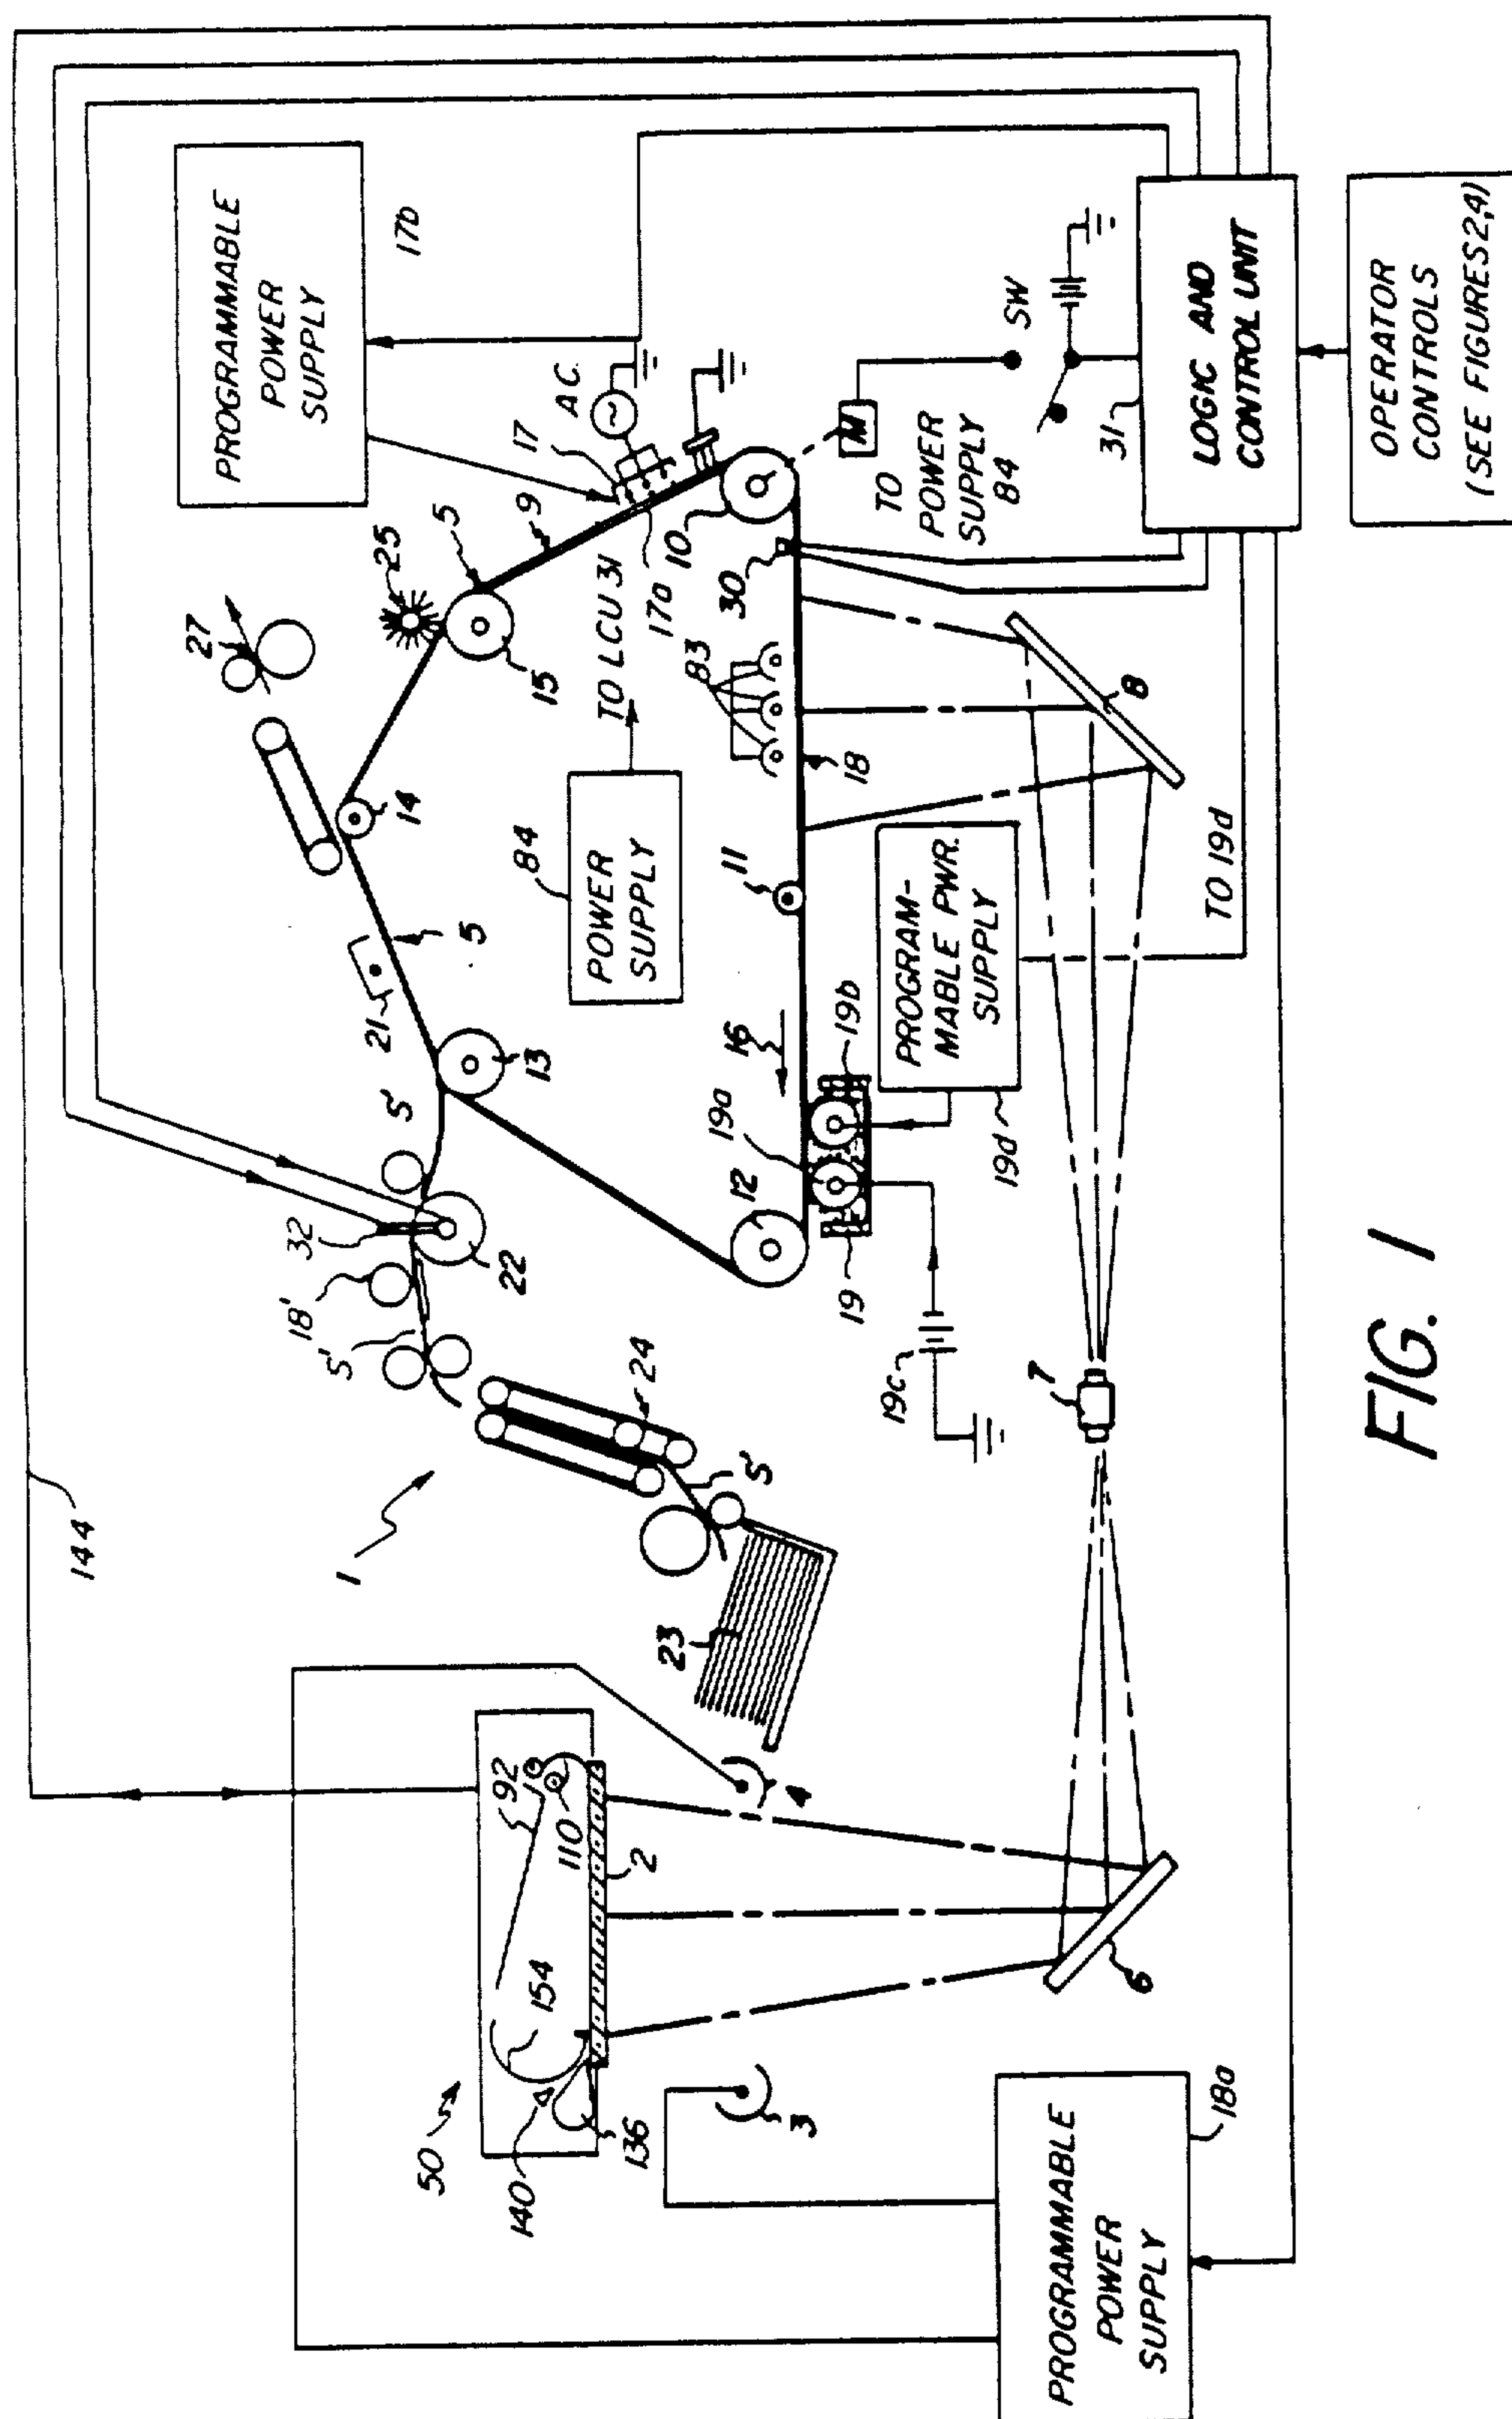 144
1
50
140
136
154
92
110
2
3
4
6
7
8
23
S'
24
S'
18'
32
22
S'
21
5
13
14
27
25
5
15
9
17
17a
A C.
PROGRAMMABLE
POWER
SUPPLY
17b
TO LCU 31
84
POWER
SUPPLY
83
30
10
18
11
16
12
19a
19b
19
19c
19d
PROGRAM-
MABLE PWR.
SUPPLY
TO 19d
M
TO
POWER
SUPPLY
84
SW
31
LOGIC AND
CONTROL UNIT
OPERATOR
CONTROLS
(SEE FIGURES 2,4)
PROGRAMMABLE
POWER
SUPPLY
18a
FIG. 1